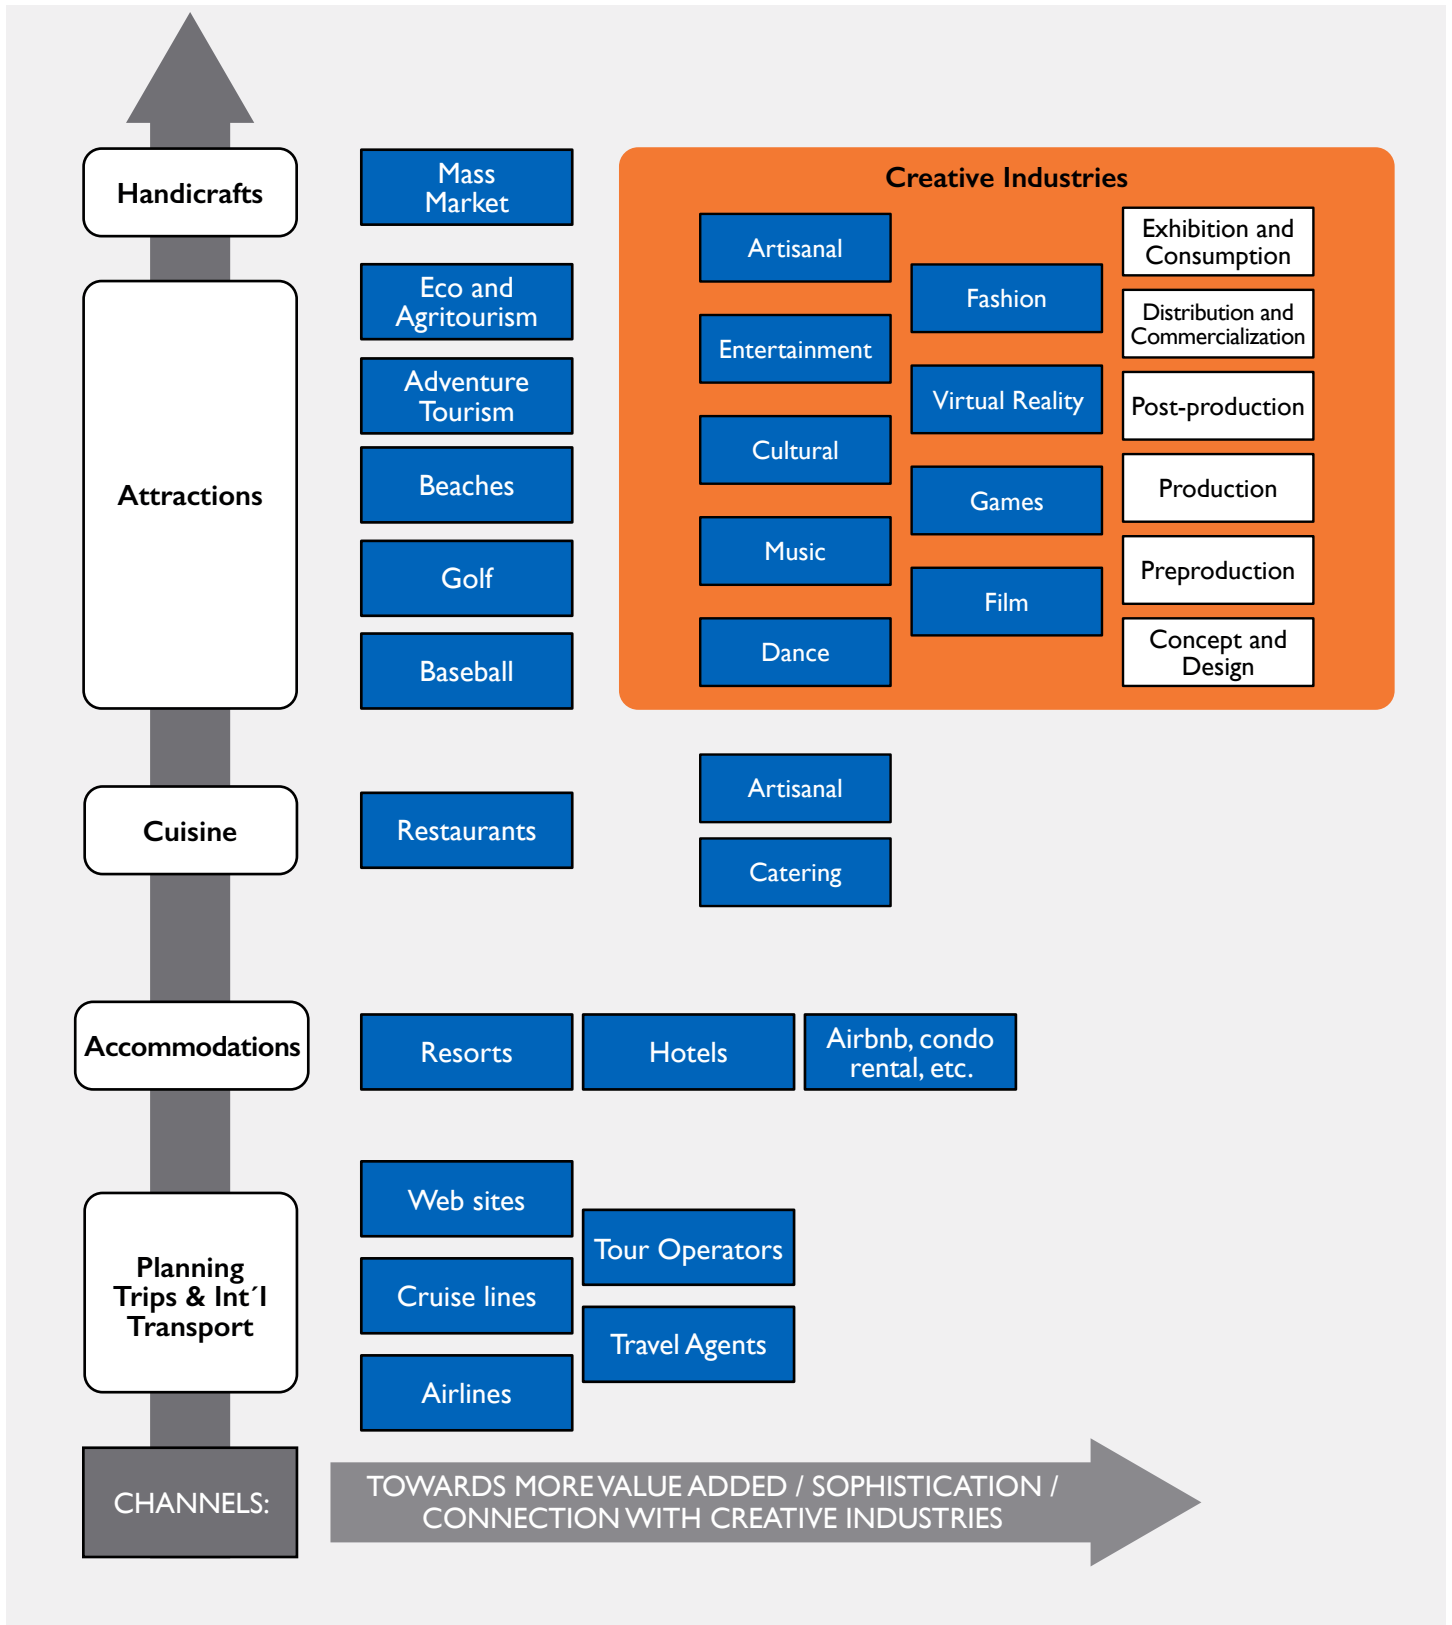 Handicrafts
Mass
Market
Creative Industries
Artisanal
Fashion
Exhibition and
Consumption
Attractions
Eco and
Agritourism
Adventure
Tourism
Beaches
Golf
Baseball
Entertainment
Cultural
Music
Dance
Virtual Reality
Games
Film
Distribution and
Commercialization
Post-production
Production
Preproduction
Concept and
Design
Cuisine
Restaurants
Artisanal
Catering
Accommodations
Resorts
Hotels
Airbnb, condo
rental, etc.
Planning
Trips & Int´l
Transport
Web sites
Cruise lines
Airlines
Tour Operators
Travel Agents
CHANNELS:
TOWARDS MORE VALUE ADDED / SOPHISTICATION /
CONNECTION WITH CREATIVE INDUSTRIES